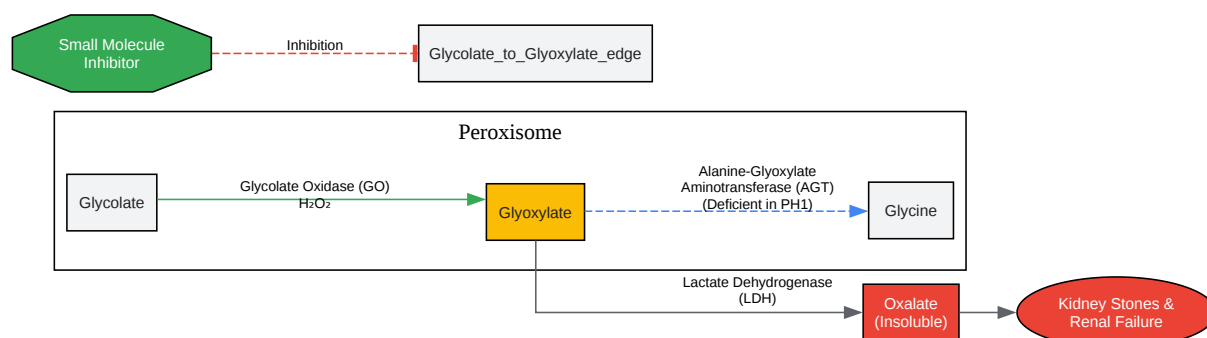 Small Molecule
Inhibitor
Inhibition
Glycolate_to_Glyoxylate_edge
Peroxisome
Glycolate
Glycolate Oxidase (GO)
H₂O₂
Glyoxylate
Alanine-Glyoxylate
Aminotransferase (AGT)
(Deficient in PH1)
Glycine
Lactate Dehydrogenase
(LDH)
Oxalate
(Insoluble)
Kidney Stones &
Renal Failure